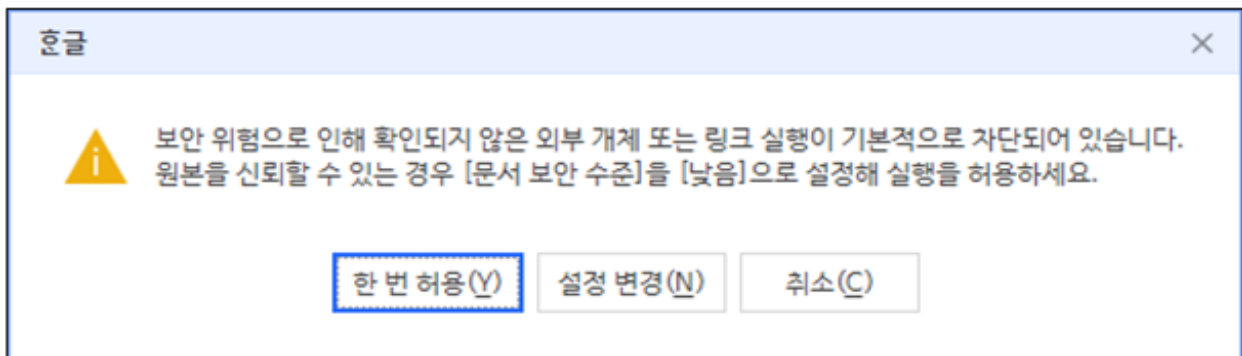 흔글
보안 위험으로 인해 확인되지 않은 외부 개체 또는 링크 실행이 기본적으로 차단되어 있습니다.
원본을 신뢰할 수 있는 경우 [문서 보안 수준]을 [낮음]으로 설정해 실행을 허용하세요.
한 번 허용(Y) 설정 변경(N) 취소(C)